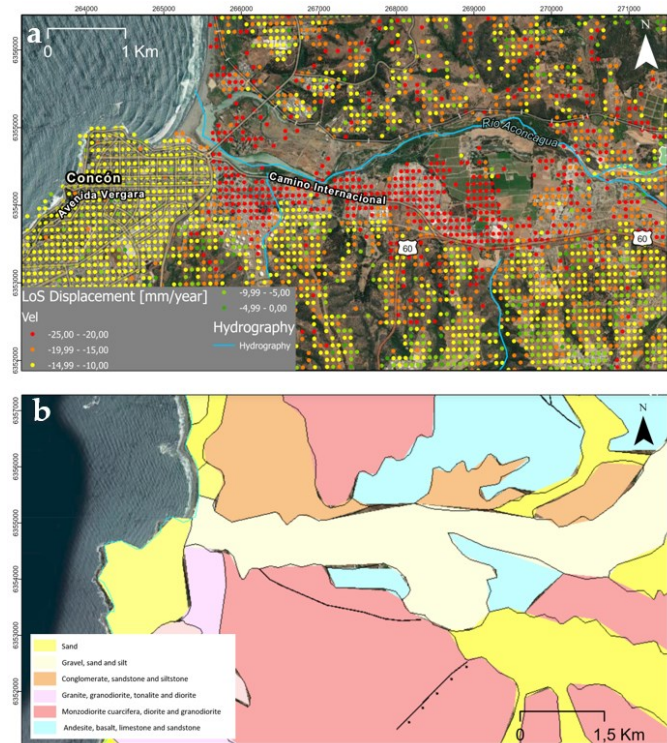 264000 265000 266000 267000 268000 269000 270000 271000
a
0 1 Km
N
6356000
6355000
6354000
6353000
6352000
Río Aconcagua
Concón
Avenida Vergara
Camino Internacional
60
60
60
LoS Displacement [mm/year]
Vel
-25,00 - -20,00
-19,99 - -15,00
-14,99 - -10,00
-9,99 - -5,00
-4,99 - 0,00
Hydrography
Hydrography
b
N
6357000
6356000
6355000
6354000
6353000
6352000
Sand
Gravel, sand and silt
Conglomerate, sandstone and siltstone
Granite, granodiorite, tonalite and diorite
Monzodiorite cuarcifera, diorite and granodiorite
Andesite, basalt, limestone and sandstone
0 1,5 Km